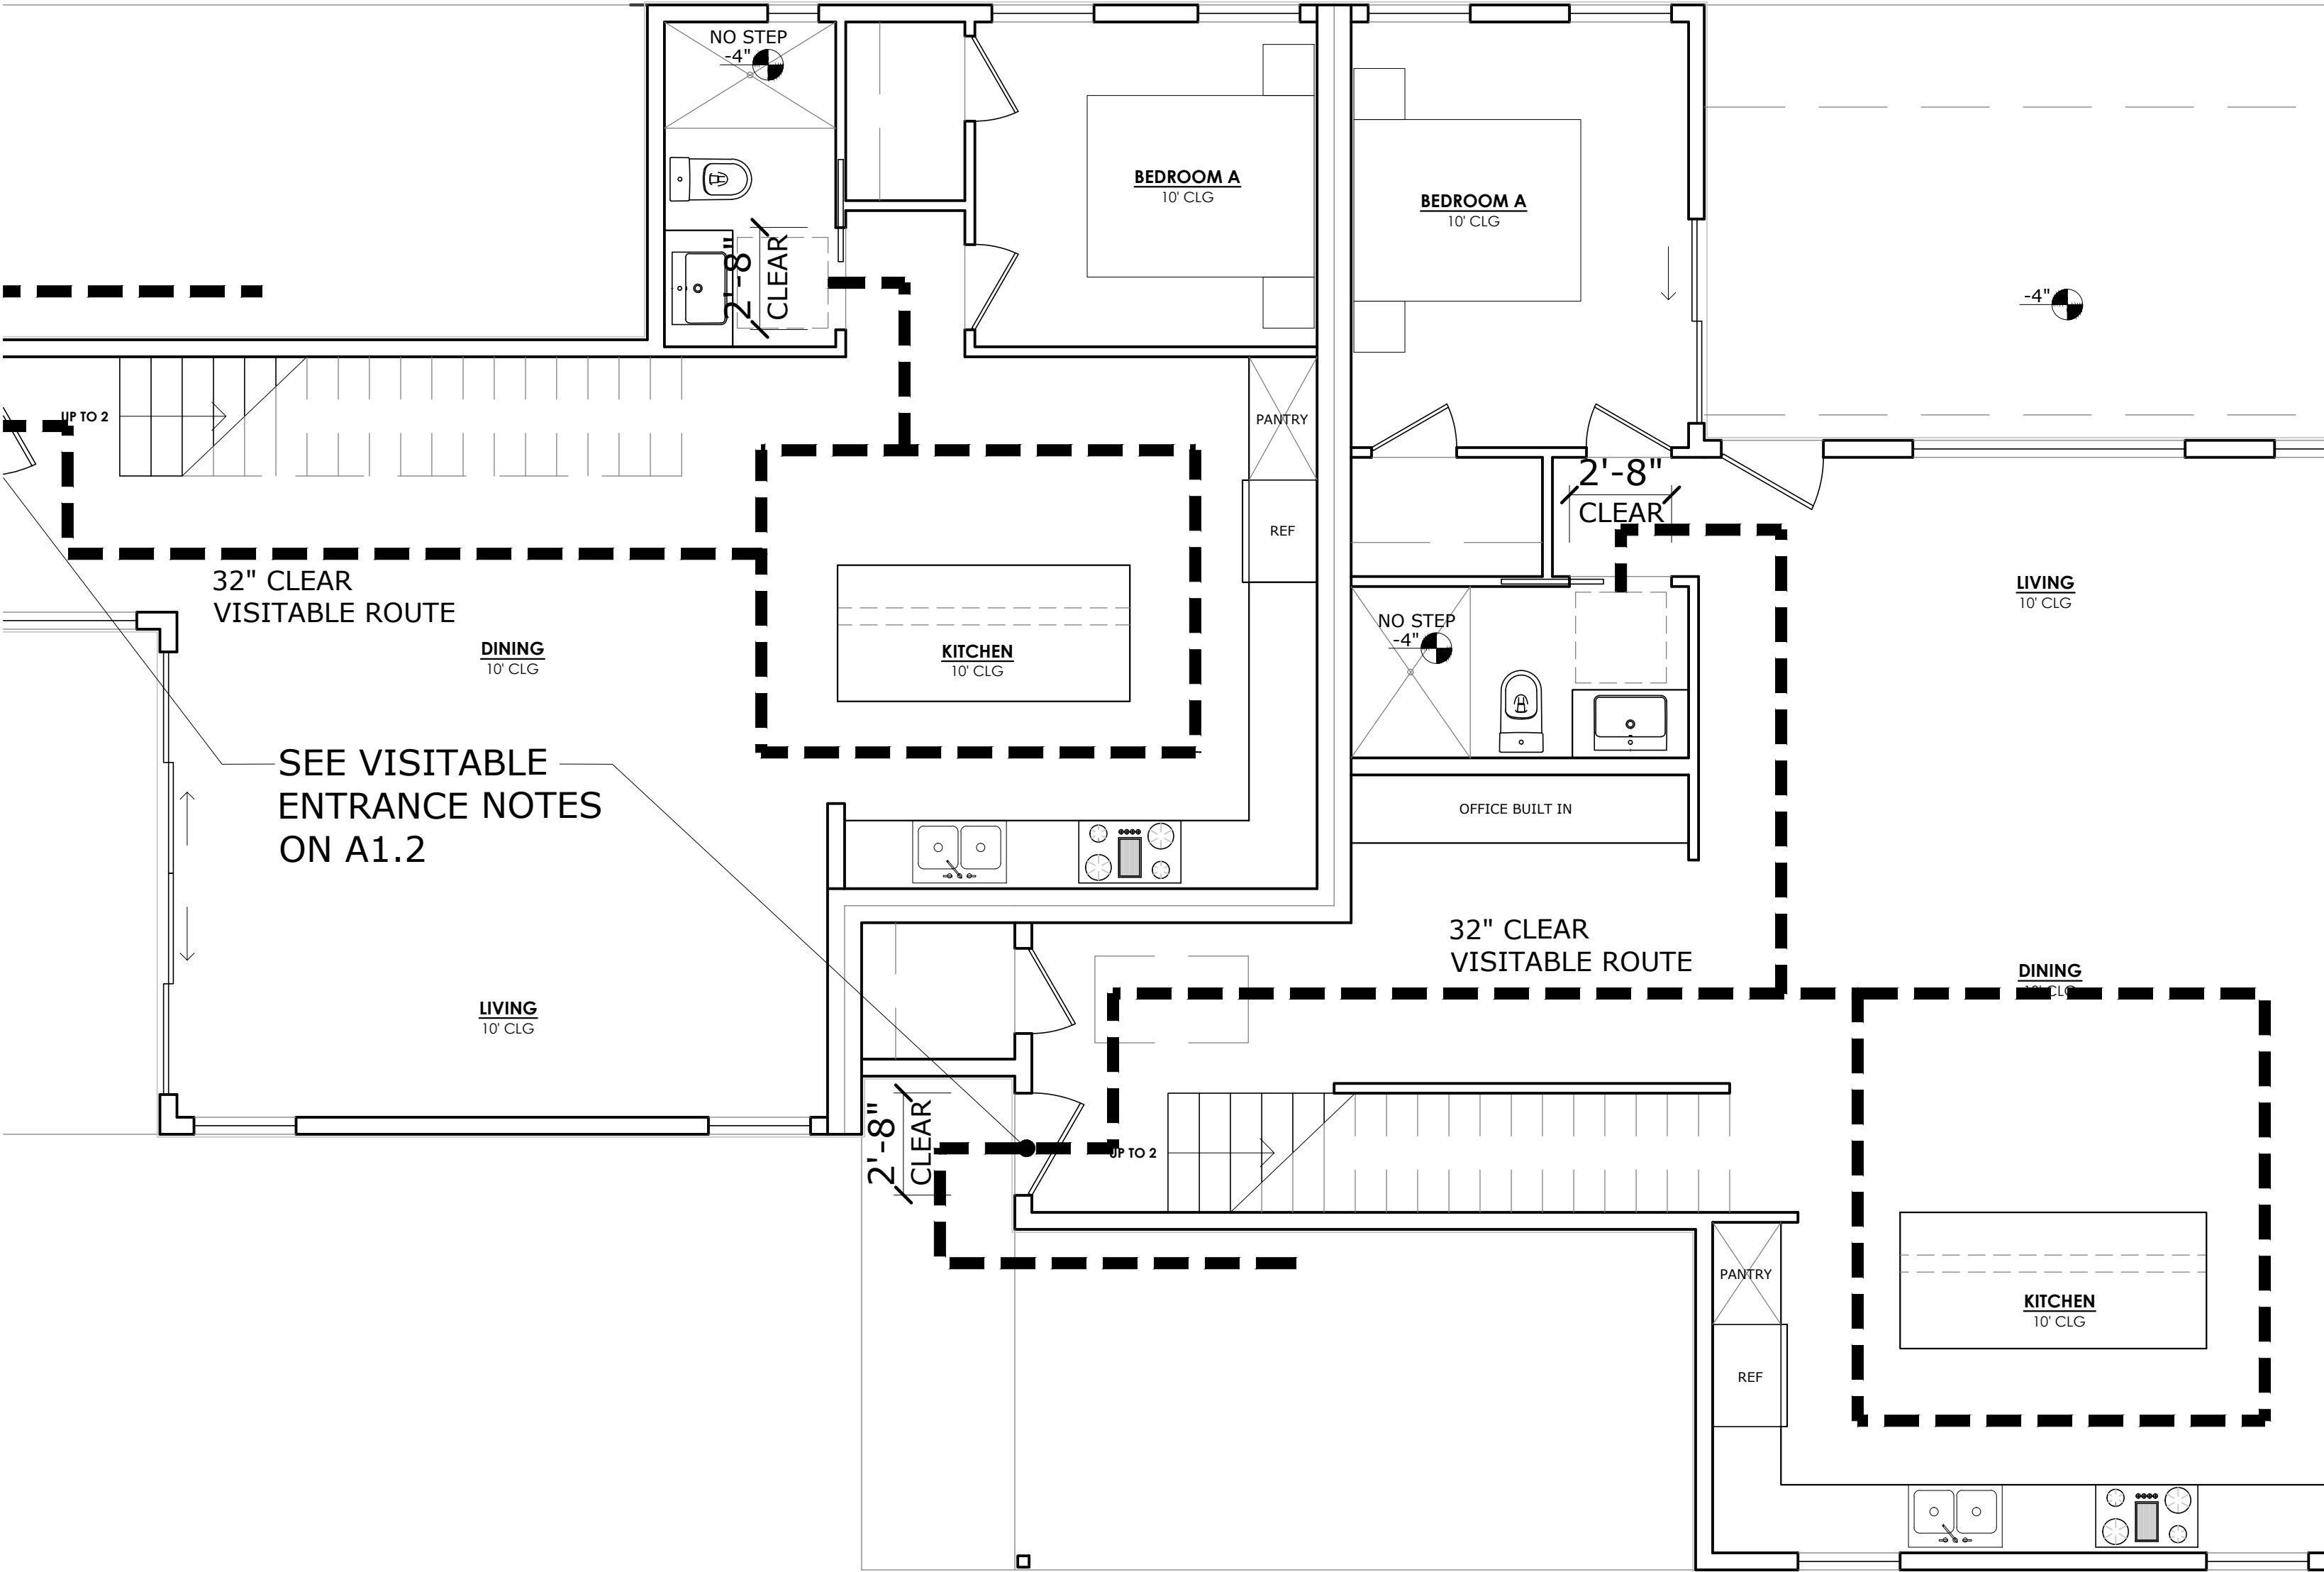 NO STEP
-4"
BEDROOM A
10' CLG
BEDROOM A
10' CLG
2'-8"
CLEAR
-4"
UP TO 2
PANTRY
REF
2'-8"
CLEAR
32" CLEAR
VISITABLE ROUTE
DINING
10' CLG
KITCHEN
10' CLG
LIVING
10' CLG
NO STEP
-4"
SEE VISITABLE
ENTRANCE NOTES
ON A1.2
OFFICE BUILT IN
32" CLEAR
VISITABLE ROUTE
LIVING
10' CLG
DINING
10' CLG
2'-8"
CLEAR
UP TO 2
PANTRY
REF
KITCHEN
10' CLG